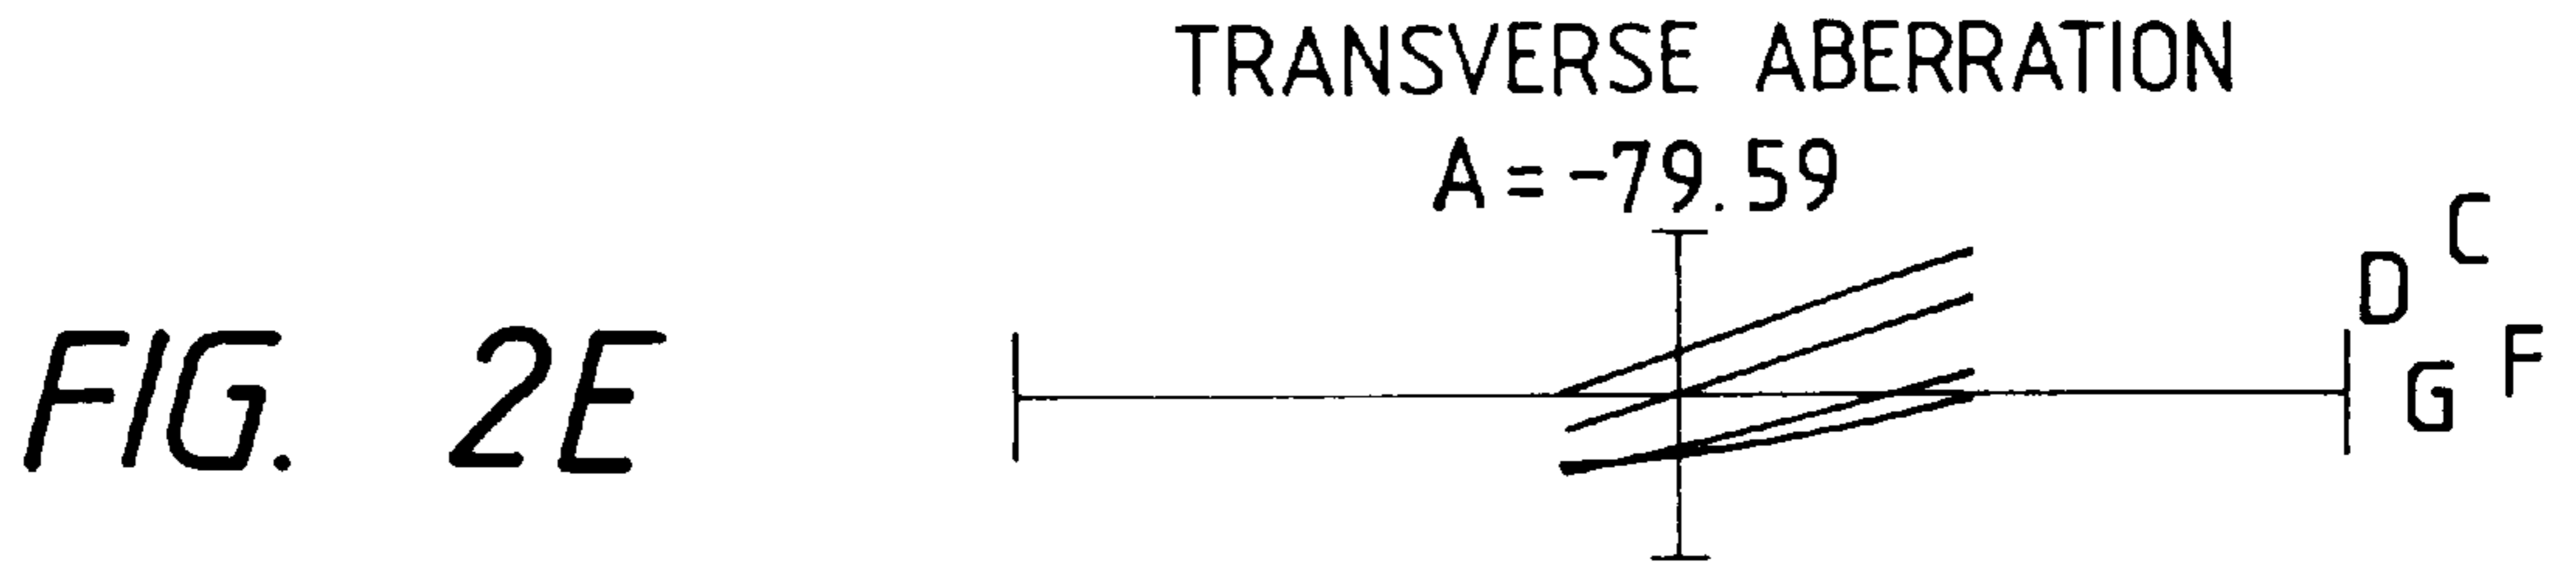 TRANSVERSE ABERRATION
A = -79.59
C
D
F
G
FIG. 2E